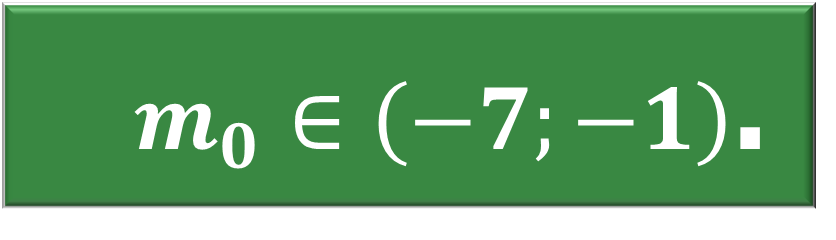 m₀ ∈ (−7; −1).